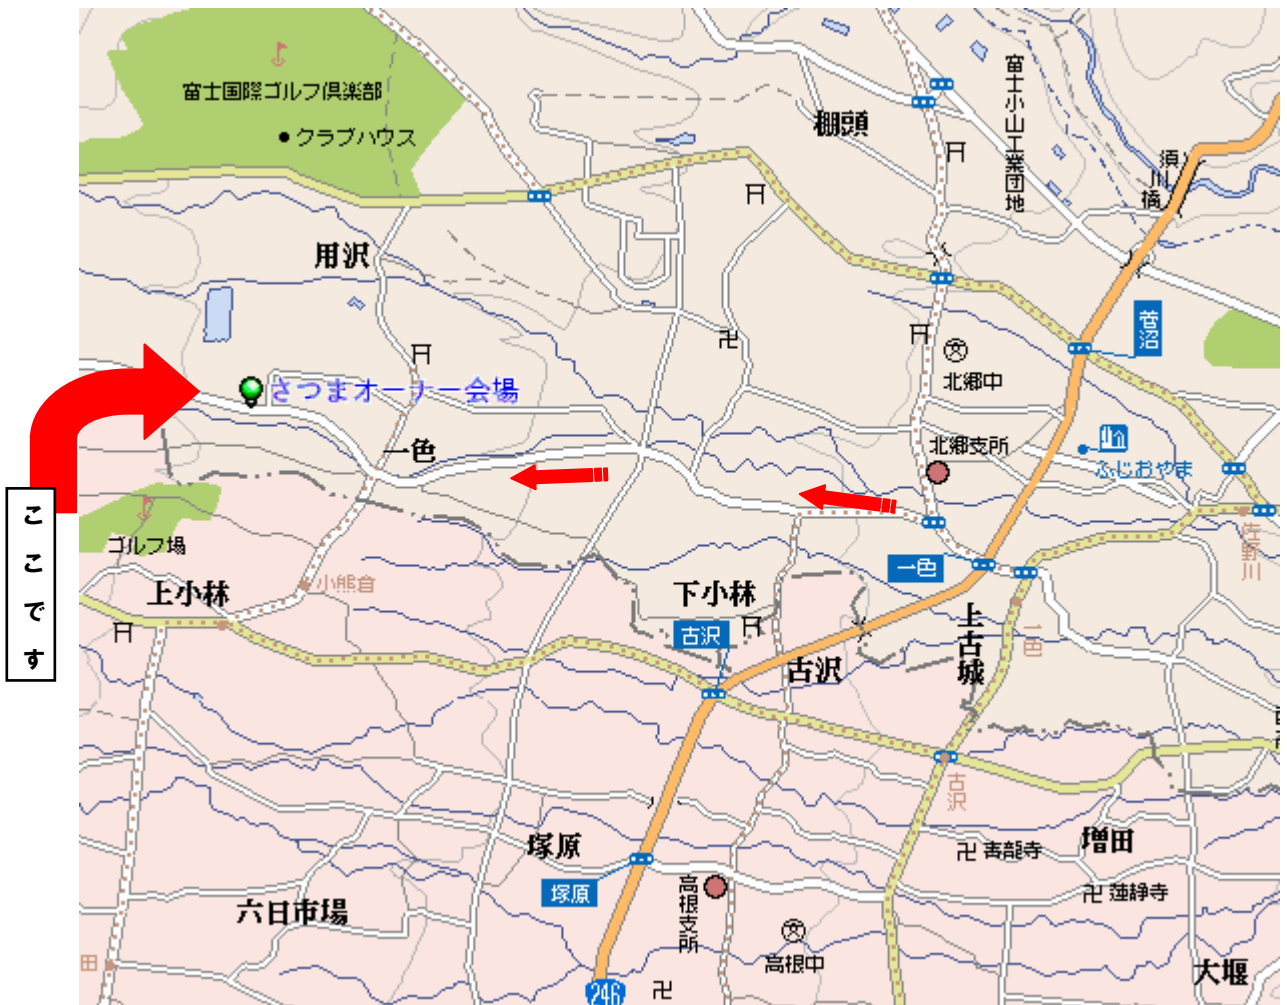 富士国際ゴルフ倶楽部
クラブハウス
棚頭
富士小山工業団地
須川橋
用沢
菅沼
北郷中
さつまオーナー会場
一色
北郷支所
ふじおやま
ここです
ゴルフ場
佐野川
一色
小熊倉
上小林
下小林
古沢
上古城
一色
古沢
古沢
塚原
増田
青龍寺
塚原
高根支所
蓮静寺
六日市場
高根中
田
大堰
246